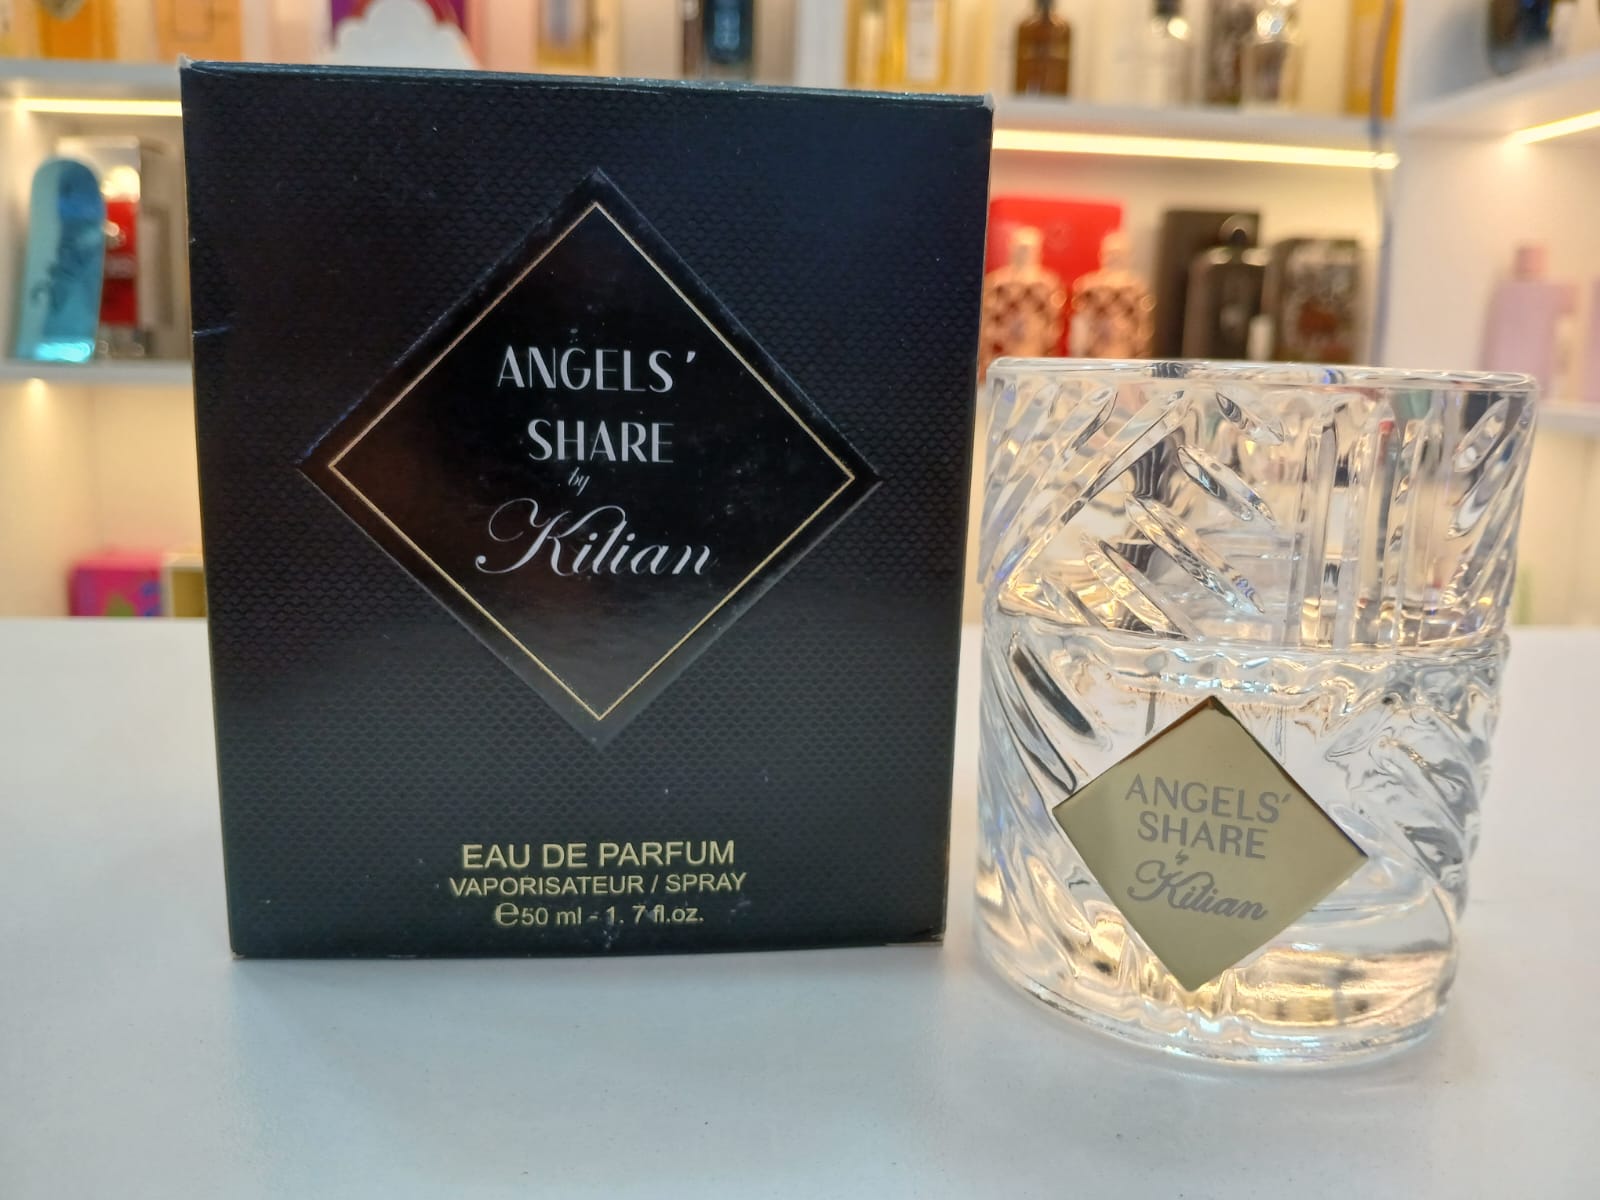 ANGELS'
SHARE
by
Kilian
EAU DE PARFUM
VAPORISATEUR / SPRAY
℮50 ml - 1. 7 fl.oz.
ANGELS'
SHARE
by
Kilian